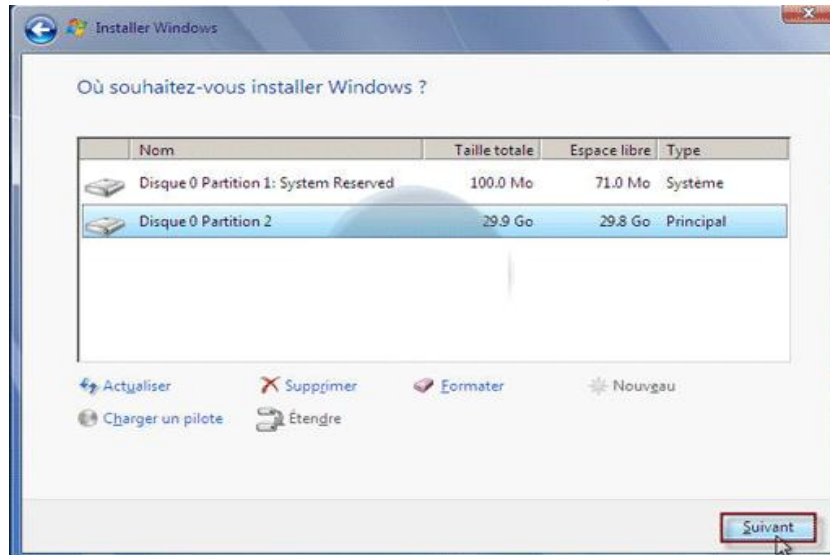 Installer Windows
Où souhaitez-vous installer Windows ?
Nom Taille totale Espace libre Type
Disque 0 Partition 1: System Reserved 100.0 Mo 71.0 Mo Système
Disque 0 Partition 2 29.9 Go 29.8 Go Principal
Actualiser Supprimer Formater Nouveau
Charger un pilote Étendre
Suivant